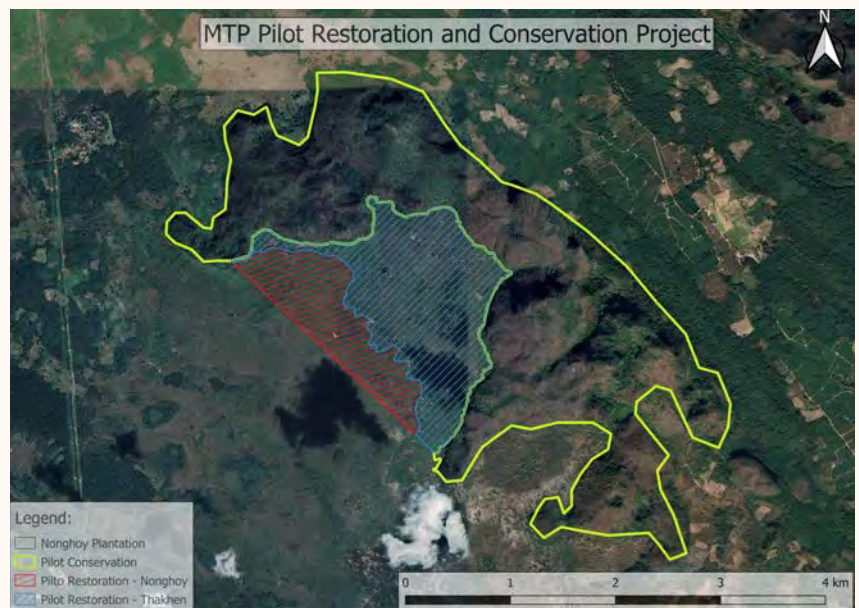 MTP Pilot Restoration and Conservation Project
N
Legend:
Nonghoy Plantation
Pilot Conservation
Pilto Restoration - Nonghoy
Pilot Restoration - Thakhen
0 1 2 3 4 km